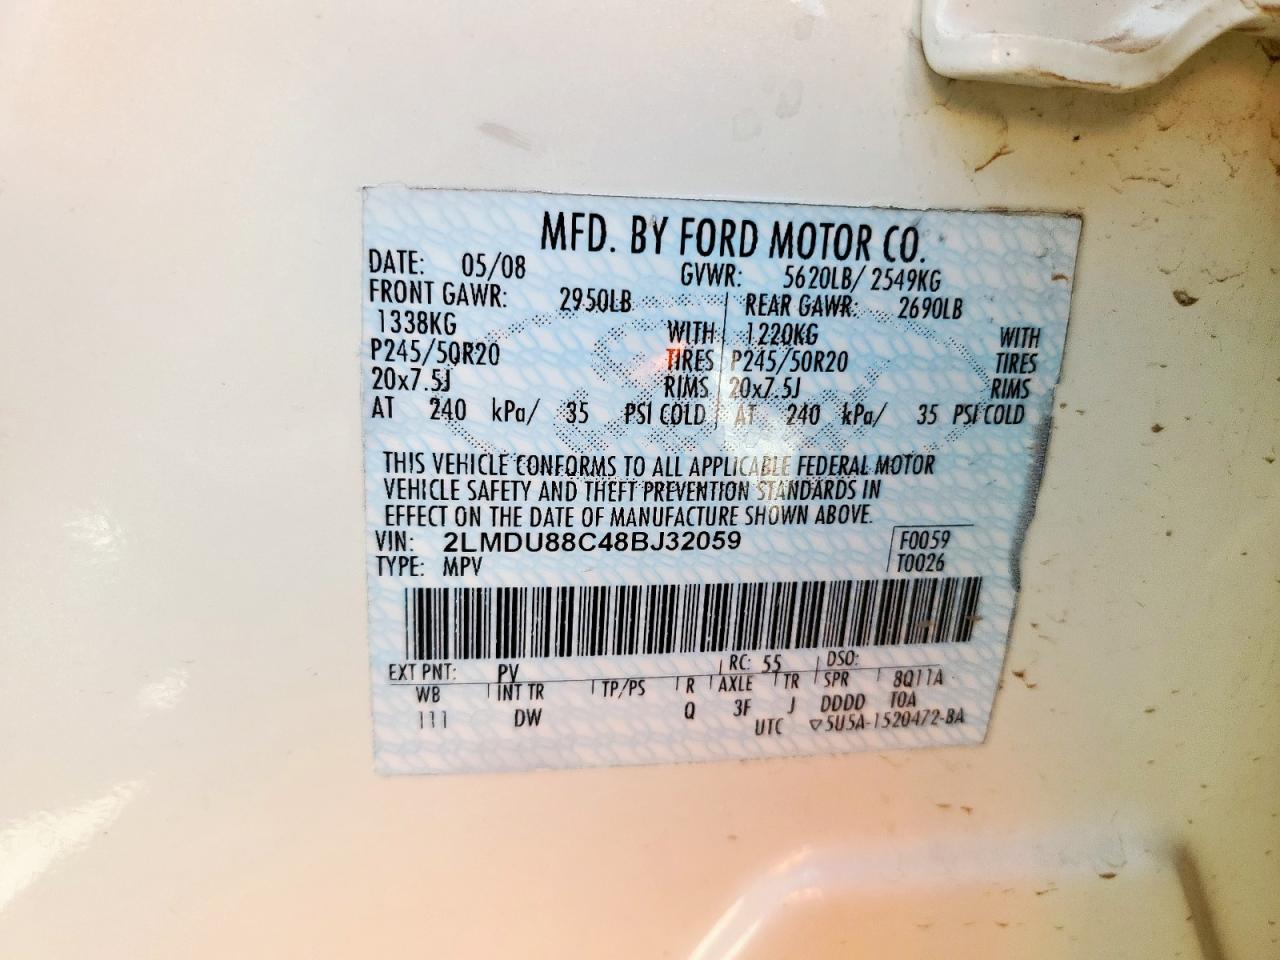 MFD. BY FORD MOTOR CO.
DATE: 05/08 GVWR: 5620LB/ 2549KG
FRONT GAWR: 2950LB REAR GAWR: 2690LB
1338KG WITH 1220KG WITH
P245/50R20 TIRES P245/50R20 TIRES
20x7.5J RIMS 20x7.5J RIMS
AT 240 kPa/ 35 PSI COLD AT 240 kPa/ 35 PSI COLD
THIS VEHICLE CONFORMS TO ALL APPLICABLE FEDERAL MOTOR
VEHICLE SAFETY AND THEFT PREVENTION STANDARDS IN
EFFECT ON THE DATE OF MANUFACTURE SHOWN ABOVE.
VIN: 2LMDU88C48BJ32059 F0059
TYPE: MPV T0026
EXT PNT: PV RC: 55 DSO:
WB INT TR TP/PS R AXLE TR SPR 8Q11A
111 DW Q 3F J DDDD T0A
UTC ▽5U5A-1520472-BA